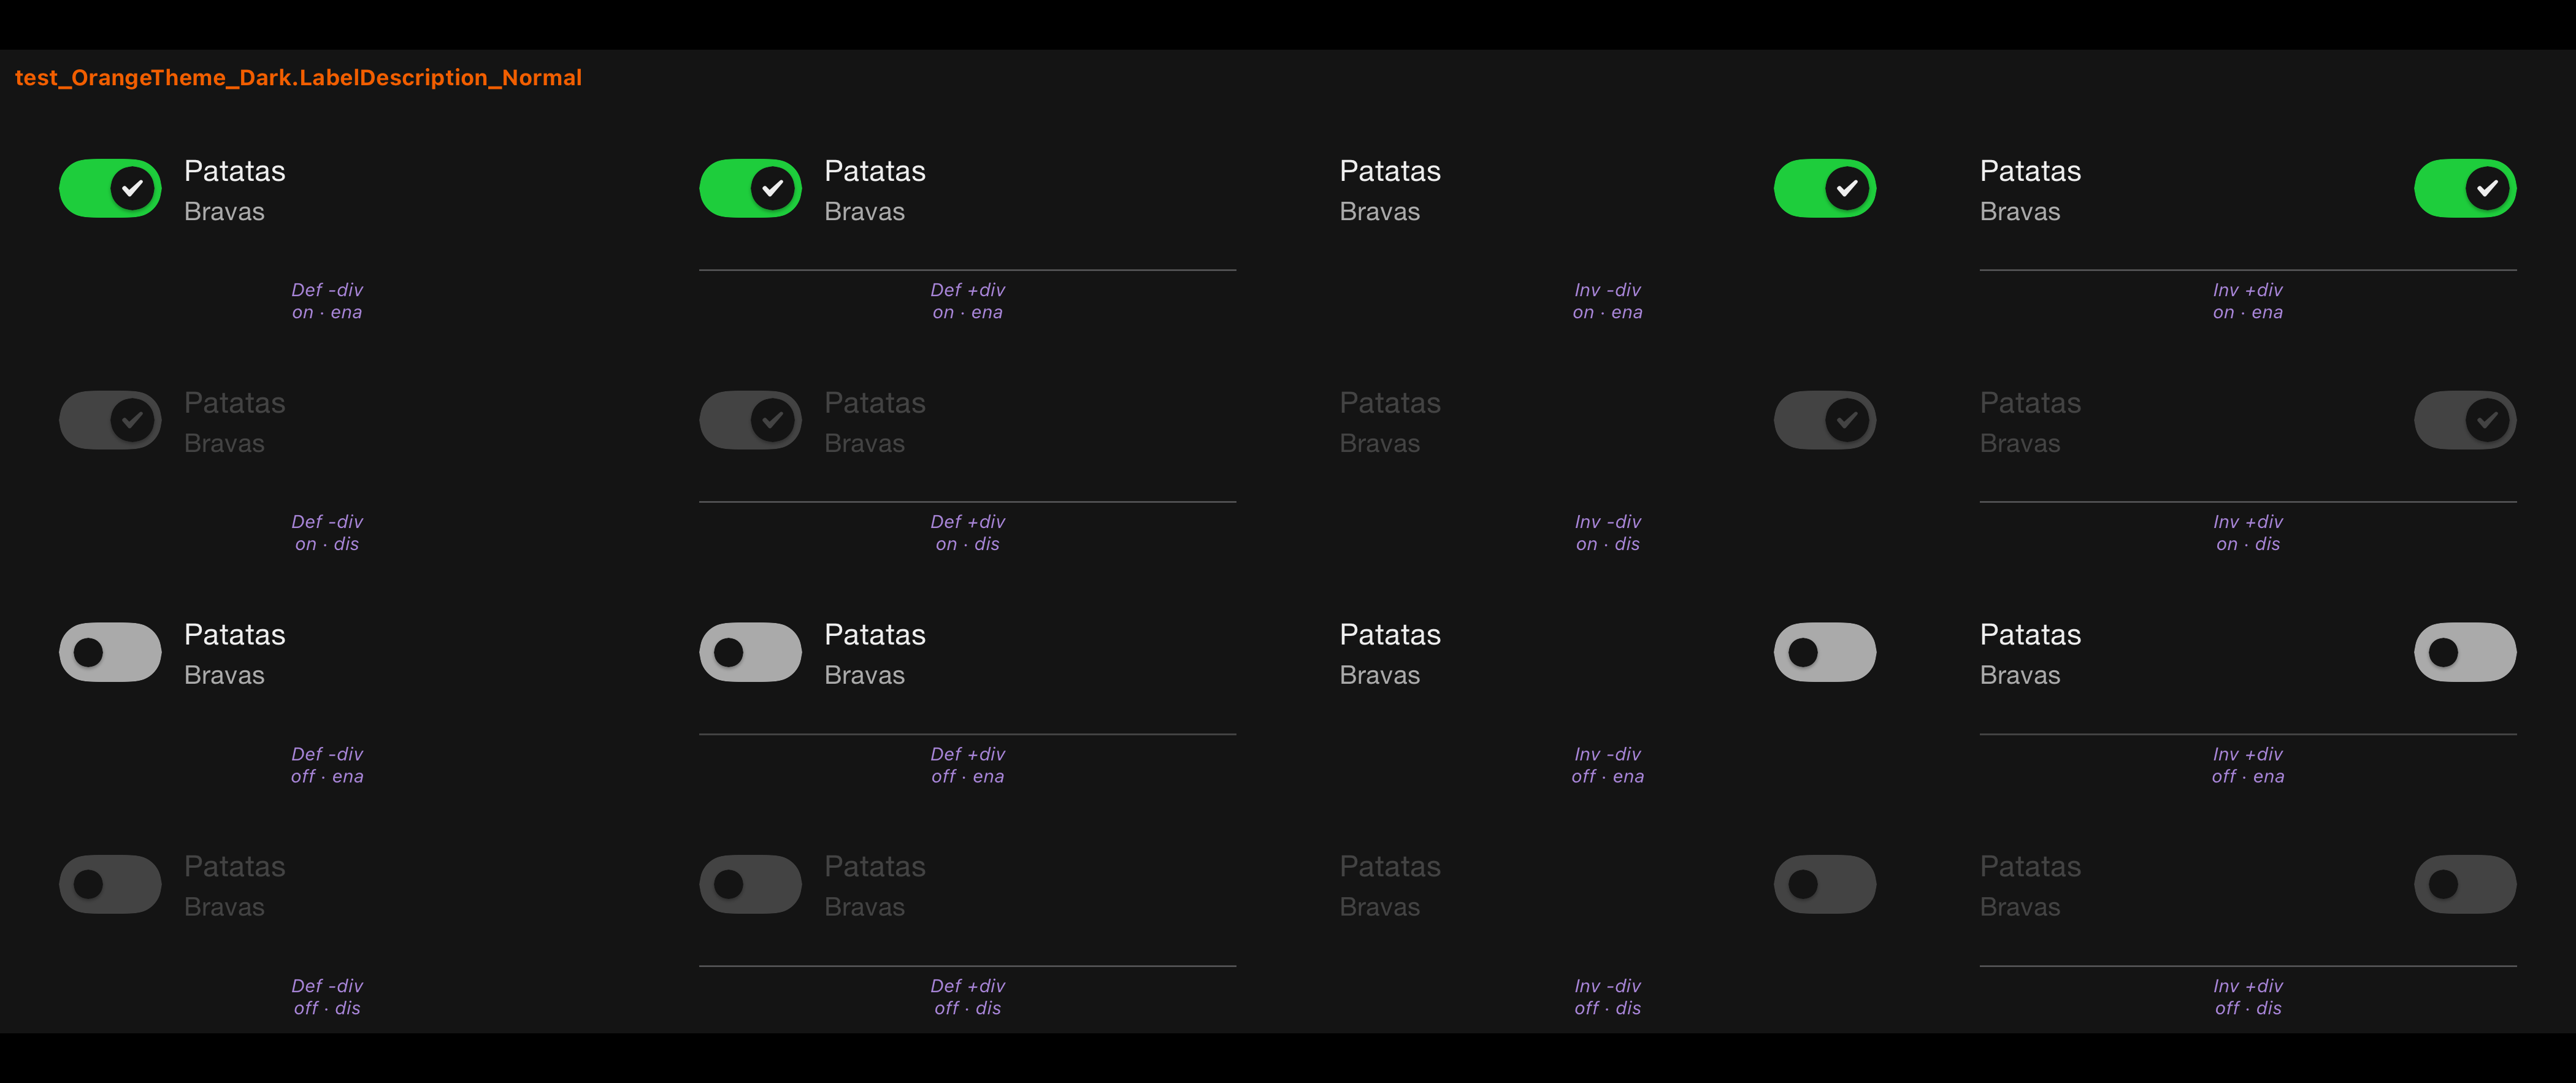 test_OrangeTheme_Dark.LabelDescription_Normal
Patatas
Bravas
Def -div
on · ena
Patatas
Bravas
Def +div
on · ena
Patatas
Bravas
Inv -div
on · ena
Patatas
Bravas
Inv +div
on · ena
Patatas
Bravas
Def -div
on · dis
Patatas
Bravas
Def +div
on · dis
Patatas
Bravas
Inv -div
on · dis
Patatas
Bravas
Inv +div
on · dis
Patatas
Bravas
Def -div
off · ena
Patatas
Bravas
Def +div
off · ena
Patatas
Bravas
Inv -div
off · ena
Patatas
Bravas
Inv +div
off · ena
Patatas
Bravas
Def -div
off · dis
Patatas
Bravas
Def +div
off · dis
Patatas
Bravas
Inv -div
off · dis
Patatas
Bravas
Inv +div
off · dis